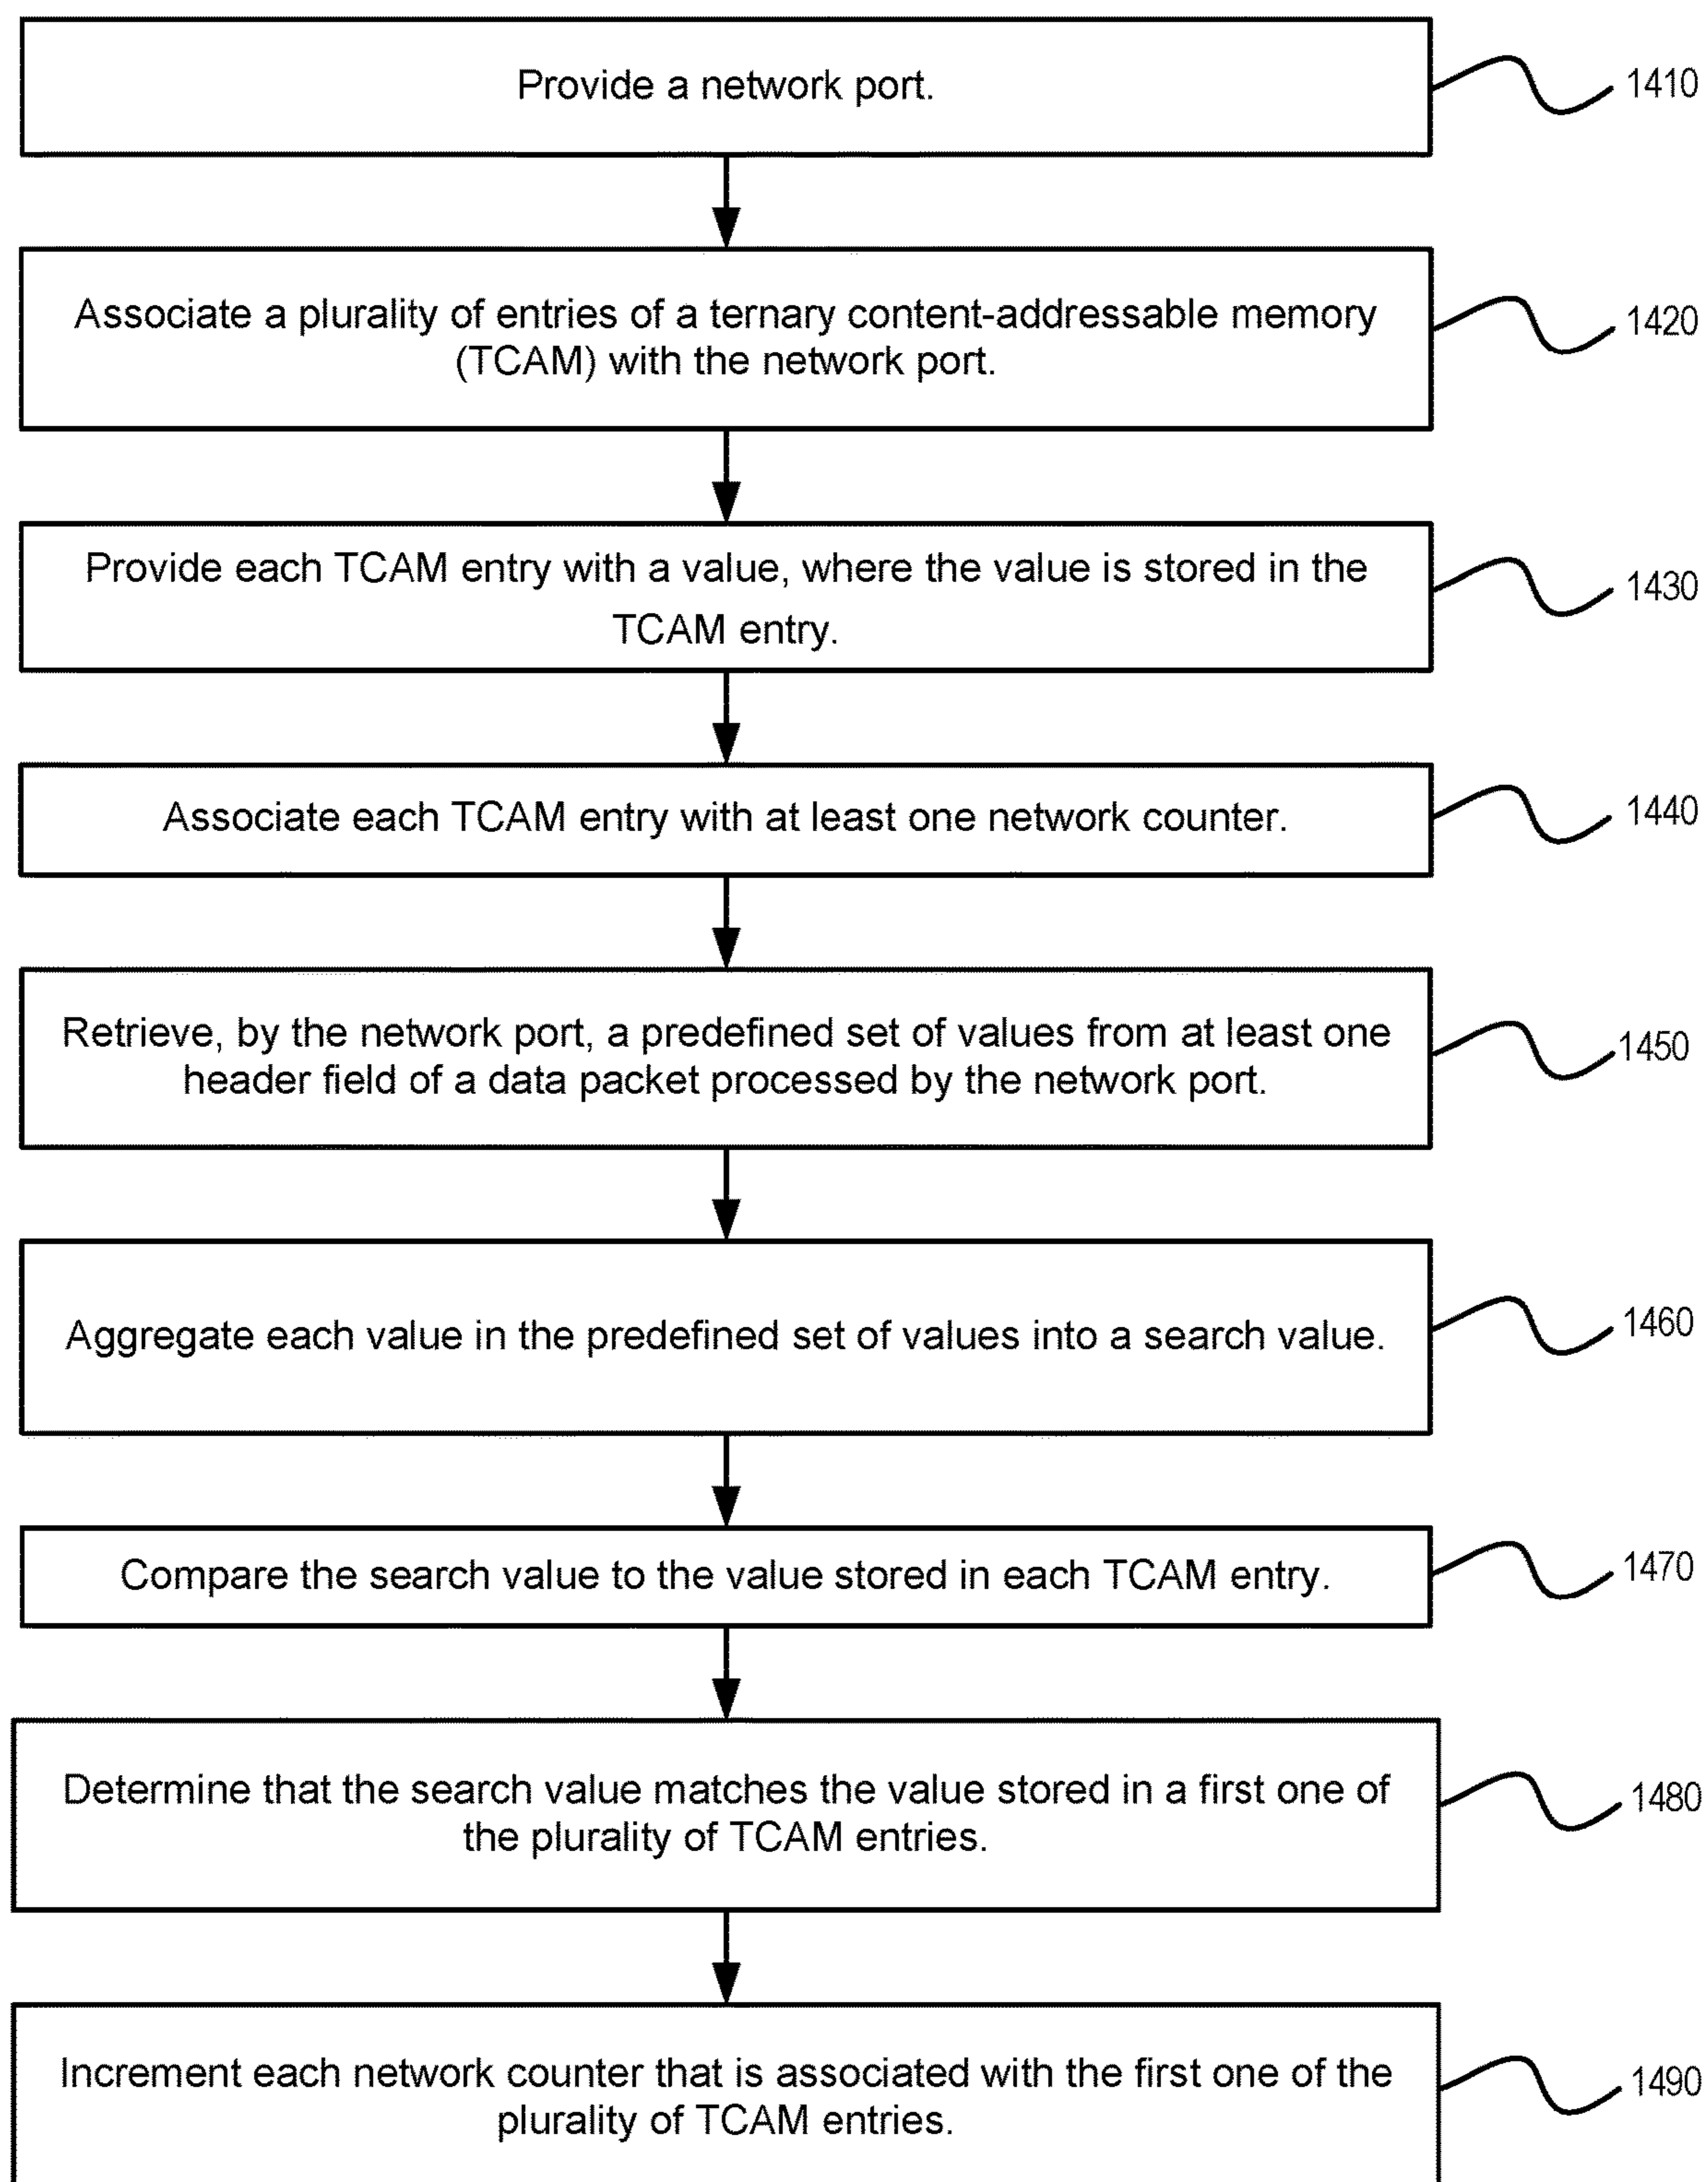 Provide a network port.
1410
Associate a plurality of entries of a ternary content-addressable memory
(TCAM) with the network port.
1420
Provide each TCAM entry with a value, where the value is stored in the
TCAM entry.
1430
Associate each TCAM entry with at least one network counter.
1440
Retrieve, by the network port, a predefined set of values from at least one
header field of a data packet processed by the network port.
1450
Aggregate each value in the predefined set of values into a search value.
1460
Compare the search value to the value stored in each TCAM entry.
1470
Determine that the search value matches the value stored in a first one of
the plurality of TCAM entries.
1480
Increment each network counter that is associated with the first one of the
plurality of TCAM entries.
1490